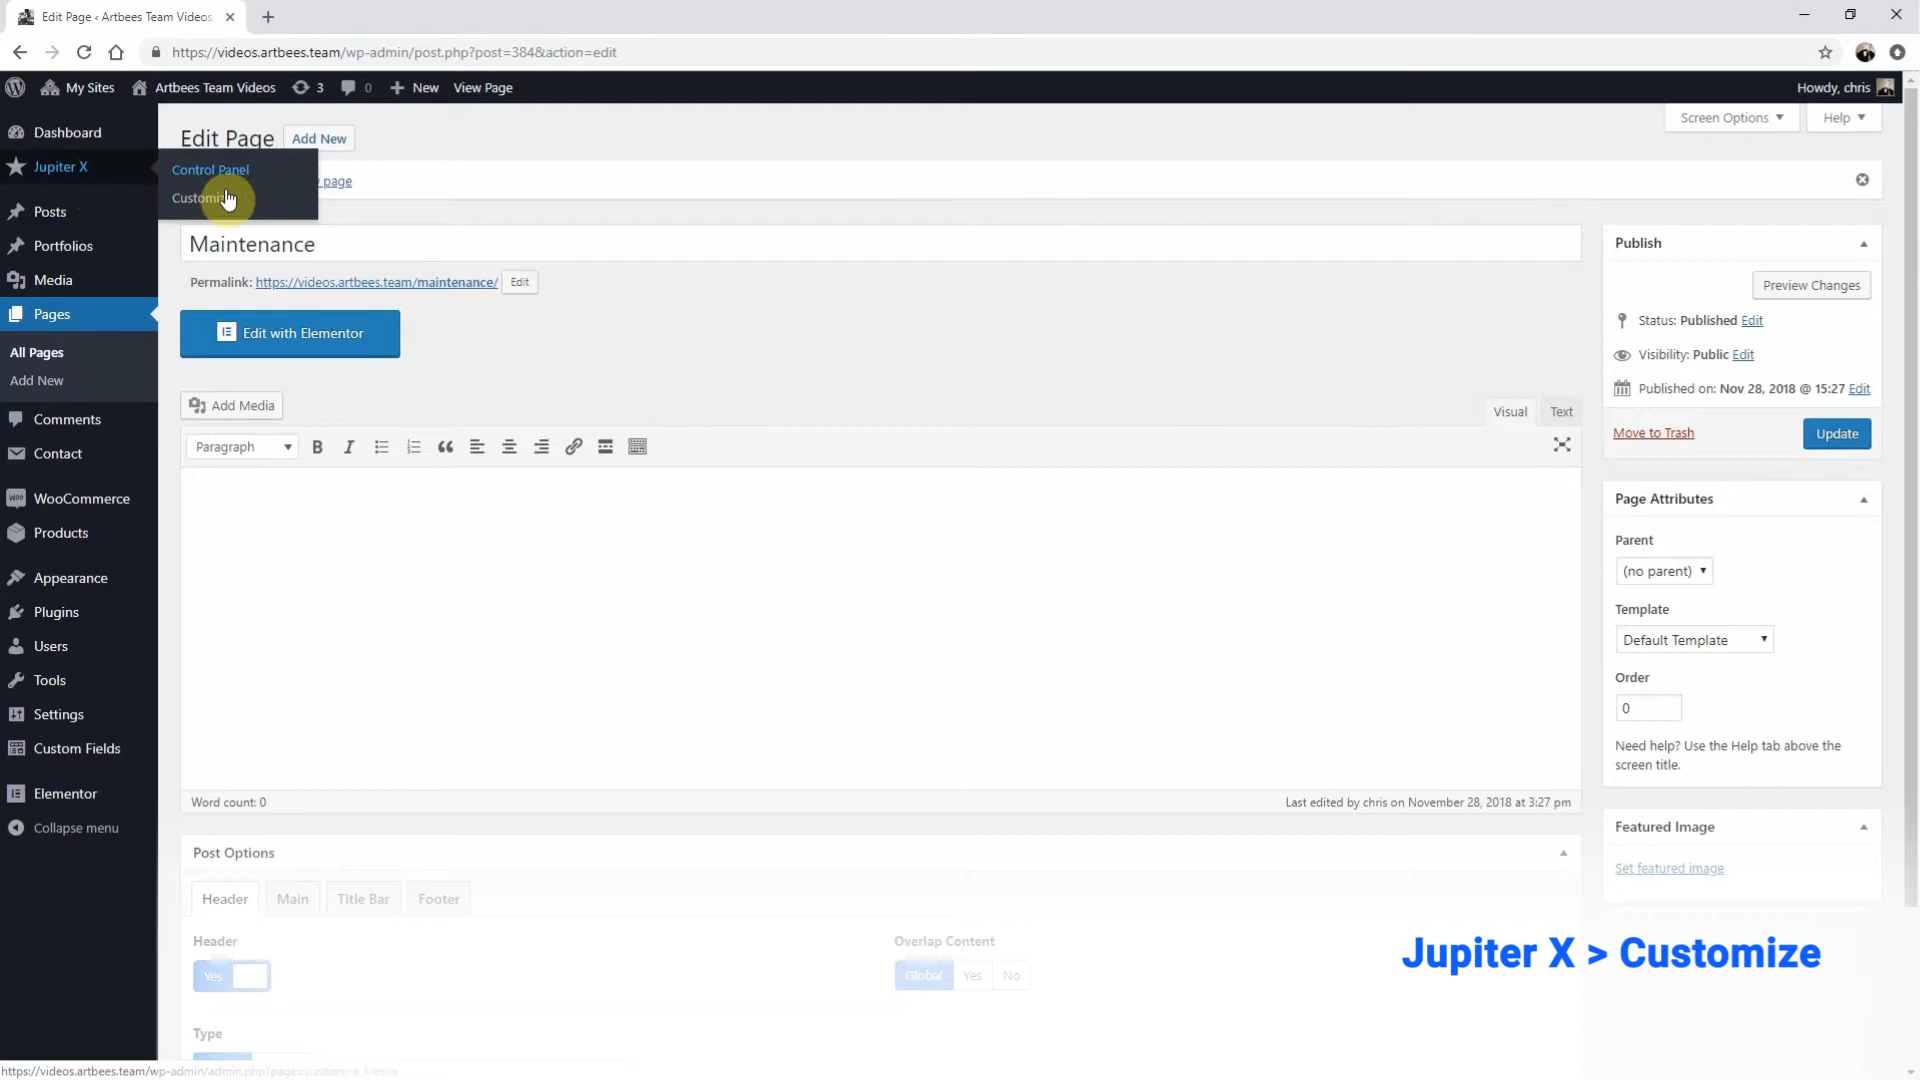 Edit Page ‹ Artbees Team Videos
https://videos.artbees.team/wp-admin/post.php?post=384&action=edit
My Sites
Artbees Team Videos
3
0
New
View Page
Howdy, chris
Dashboard
Jupiter X
Control Panel
Posts
Portfolios
Media
Pages
All Pages
Add New
Comments
Contact
WooCommerce
Products
Appearance
Plugins
Users
Tools
Settings
Custom Fields
Elementor
Collapse menu
Edit Page
Add New
Screen Options
Help
page
Maintenance
Permalink: https://videos.artbees.team/maintenance/
Edit
Edit with Elementor
Add Media
Visual
Text
Paragraph
Word count: 0
Last edited by chris on November 28, 2018 at 3:27 pm
Post Options
Header
Main
Title Bar
Footer
Header
Yes
Overlap Content
Global
Yes
No
Type
Publish
Preview Changes
Status: Published Edit
Visibility: Public Edit
Published on: Nov 28, 2018 @ 15:27 Edit
Move to Trash
Update
Page Attributes
Parent
(no parent)
Template
Default Template
Order
0
Need help? Use the Help tab above the
screen title.
Featured Image
Set featured image
Jupiter X > Customize